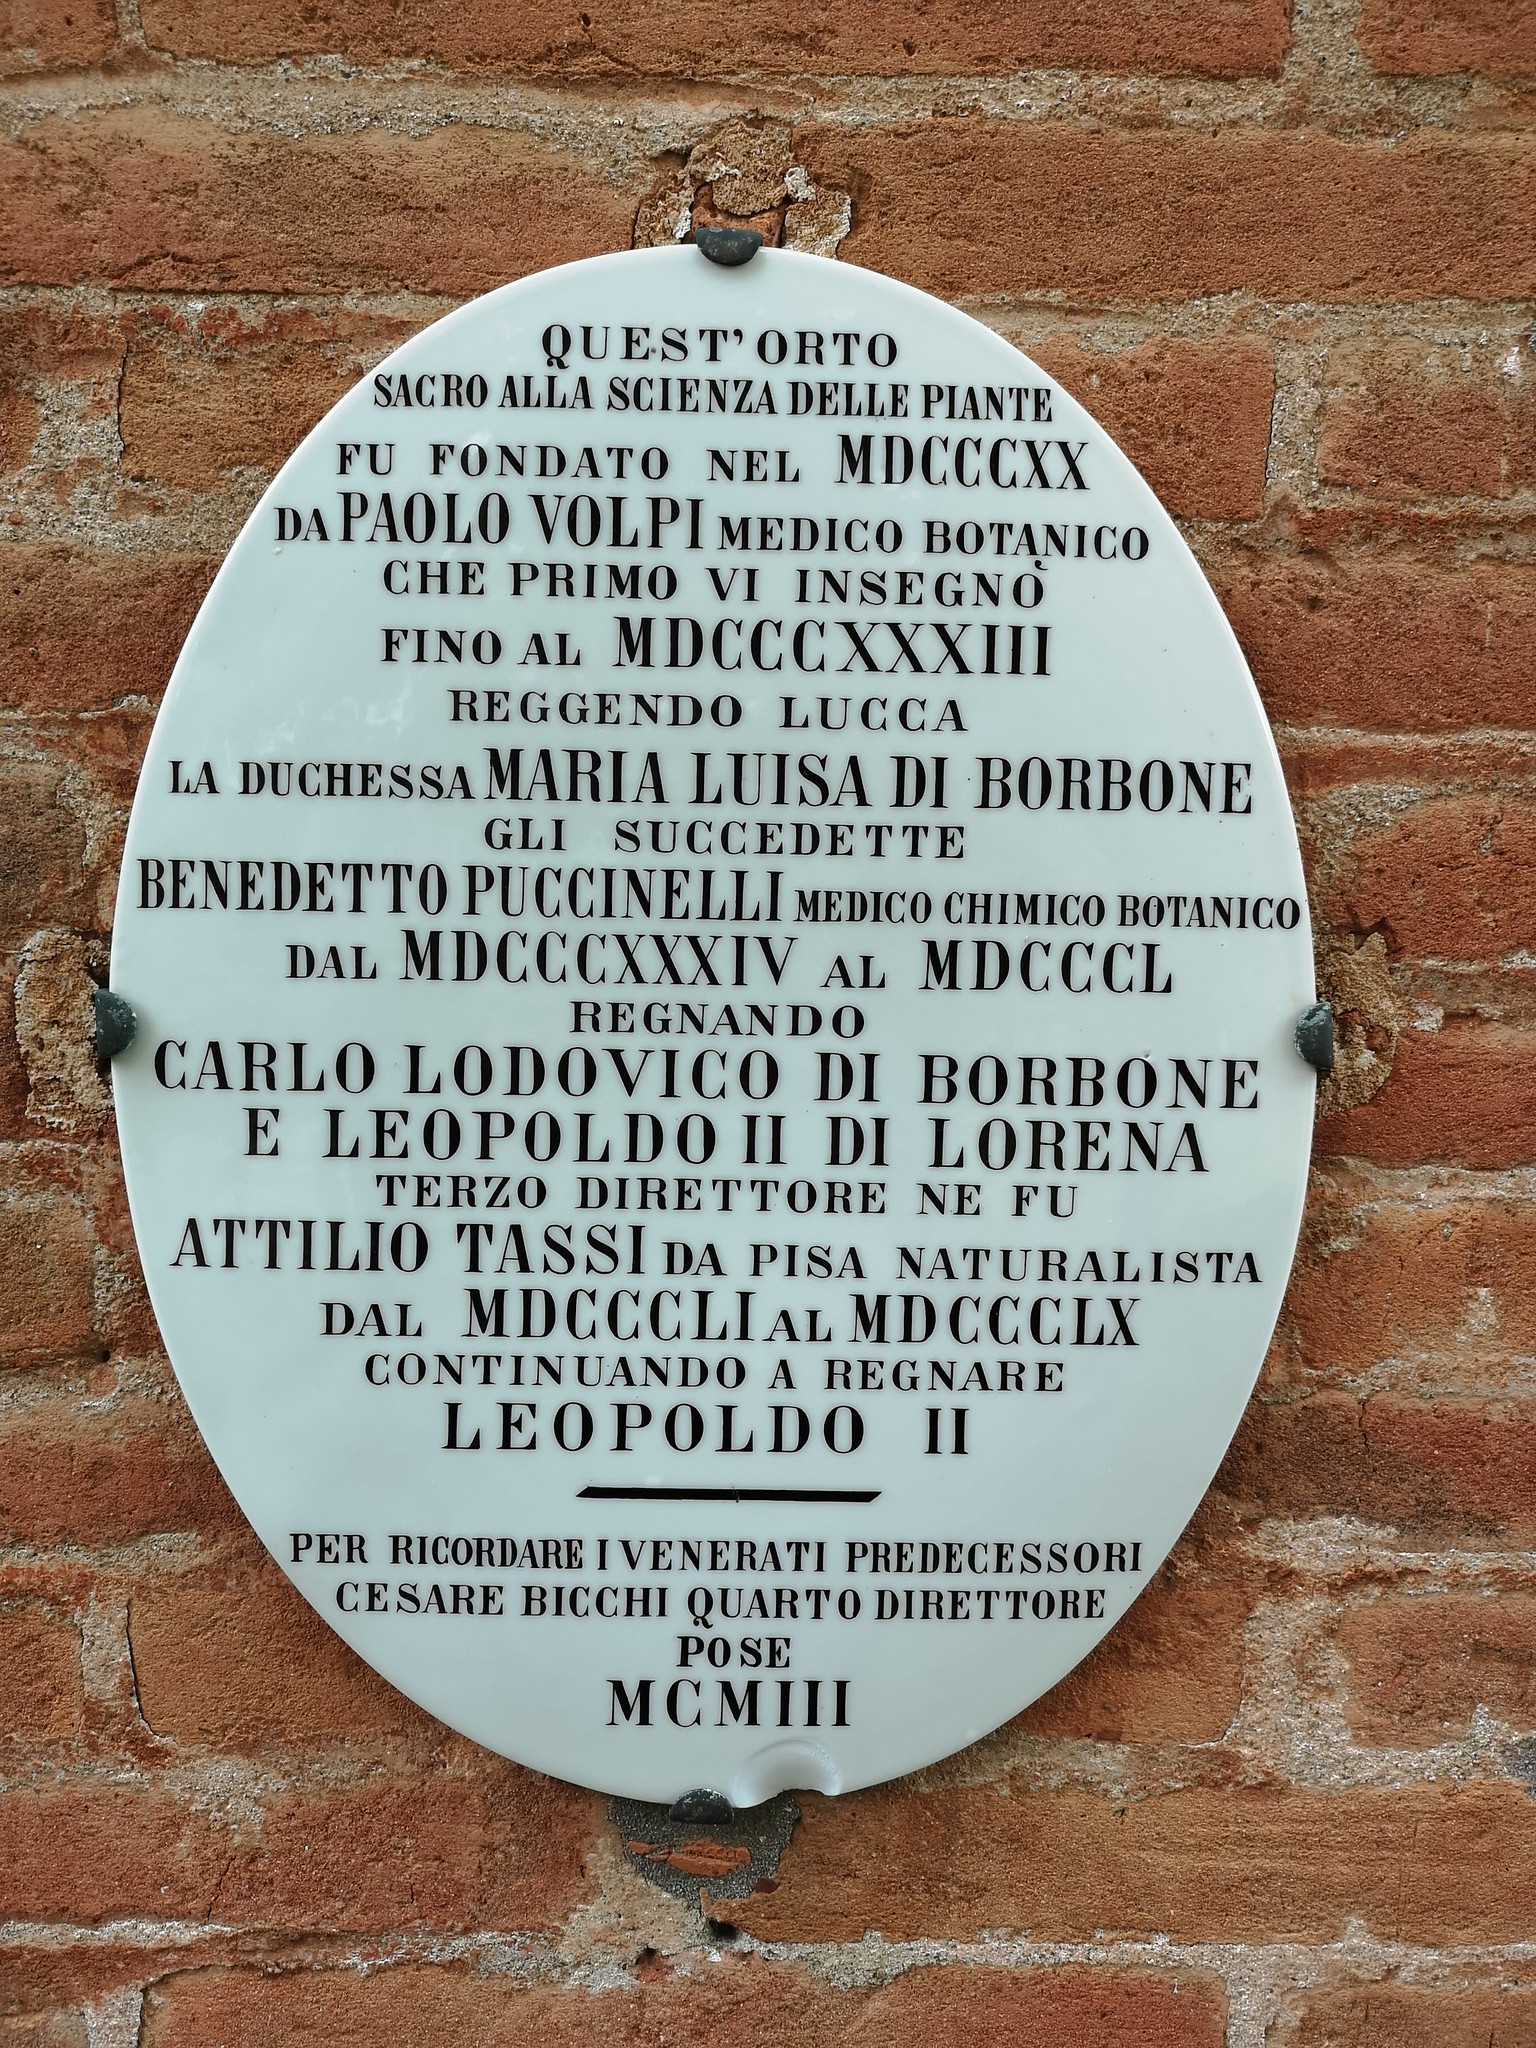 QUEST'ORTO
SACRO ALLA SCIENZA DELLE PIANTE
FU FONDATO NEL MDCCCXX
DA PAOLO VOLPI MEDICO BOTANICO
CHE PRIMO VI INSEGNÒ
FINO AL MDCCCXXXIII
REGGENDO LUCCA
LA DUCHESSA MARIA LUISA DI BORBONE
GLI SUCCEDETTE
BENEDETTO PUCCINELLI MEDICO CHIMICO BOTANICO
DAL MDCCCXXXIV AL MDCCCL
REGNANDO
CARLO LODOVICO DI BORBONE
E LEOPOLDO II DI LORENA
TERZO DIRETTORE NE FU
ATTILIO TASSI DA PISA NATURALISTA
DAL MDCCCLI AL MDCCCLX
CONTINUANDO A REGNARE
LEOPOLDO II
PER RICORDARE I VENERATI PREDECESSORI
CESARE BICCHI QUARTO DIRETTORE
POSE
MCMIII